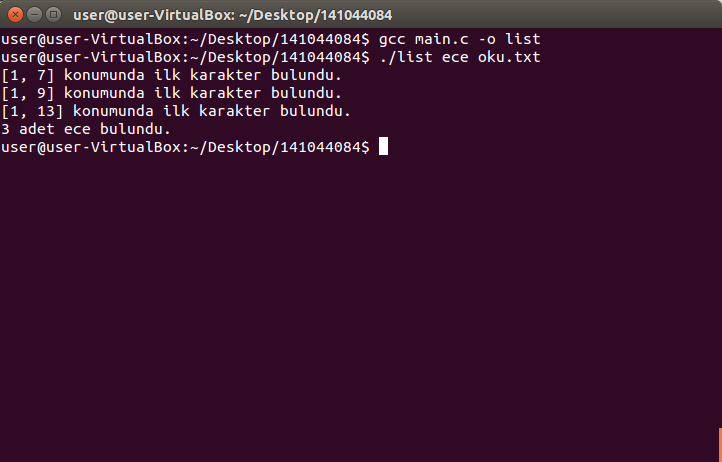 user@user-VirtualBox: ~/Desktop/141044084
user@user-VirtualBox:~/Desktop/141044084$ gcc main.c -o list
user@user-VirtualBox:~/Desktop/141044084$ ./list ece oku.txt
[1, 7] konumunda ilk karakter bulundu.
[1, 9] konumunda ilk karakter bulundu.
[1, 13] konumunda ilk karakter bulundu.
3 adet ece bulundu.
user@user-VirtualBox:~/Desktop/141044084$